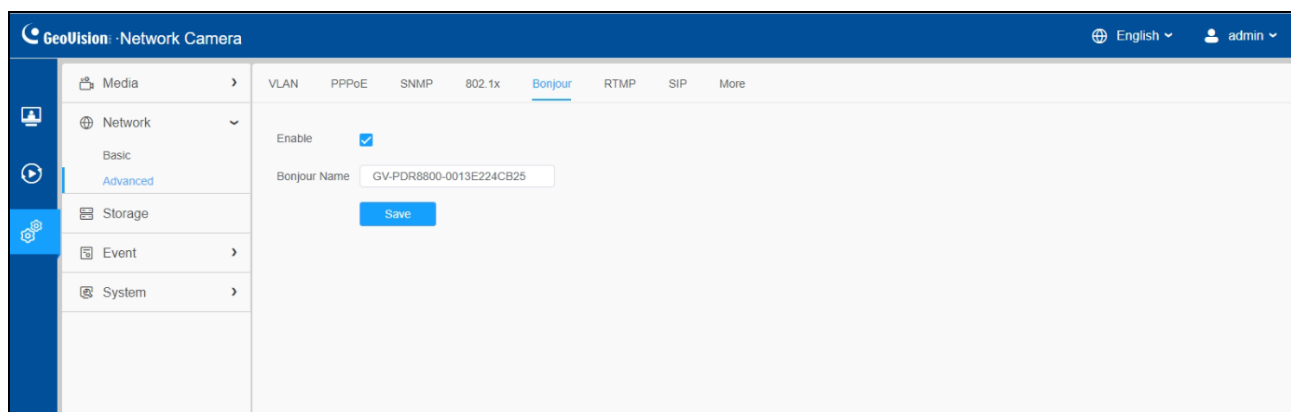 GeoVision Network Camera
English
admin
Media
Network
Basic
Advanced
Storage
Event
System
VLAN PPPoE SNMP 802.1x Bonjour RTMP SIP More
Enable
Bonjour Name GV-PDR8800-0013E224CB25
Save